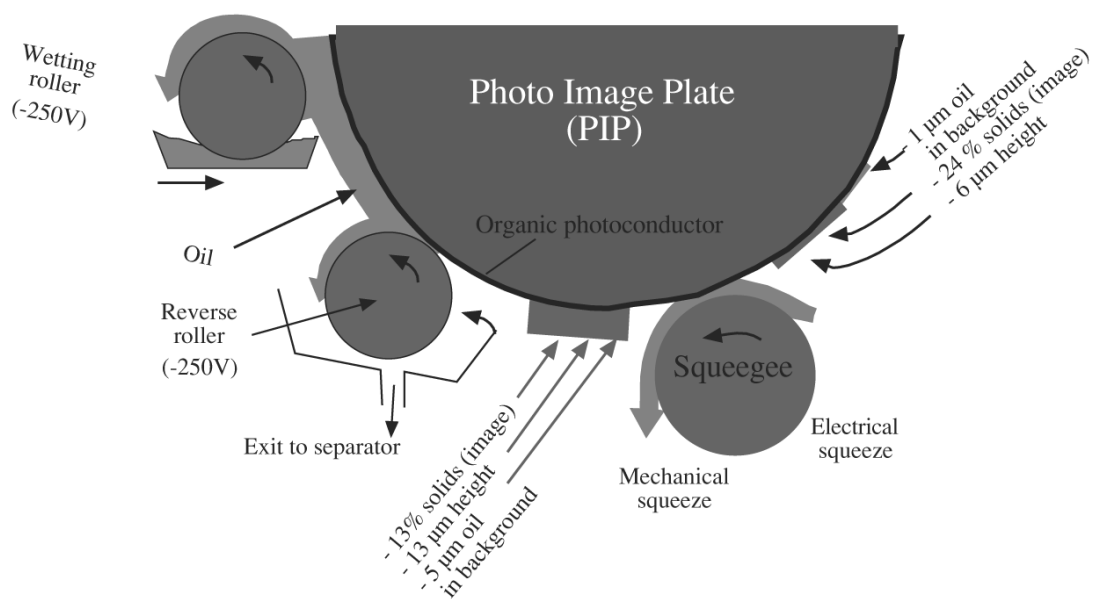 Wetting
roller
(-250V)
Photo Image Plate
(PIP)
- 1 µm oil
in background
- 24 % solids (image)
- 6 µm height
Organic photoconductor
Oil
Reverse
roller
(-250V)
Squeegee
Exit to separator
Electrical
squeeze
Mechanical
squeeze
- 13% solids (image)
- 13 µm height
- 5 µm oil
in background